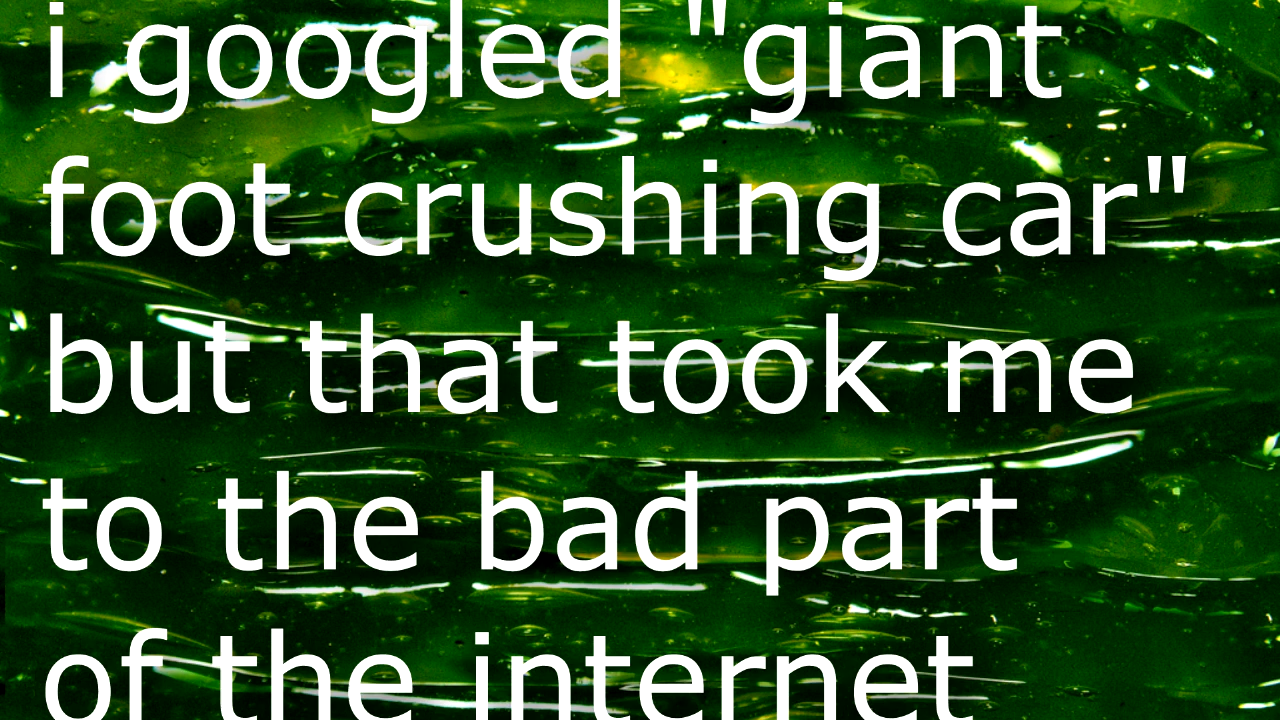 i googled "giant
foot crushing car"
but that took me
to the bad part
of the internet